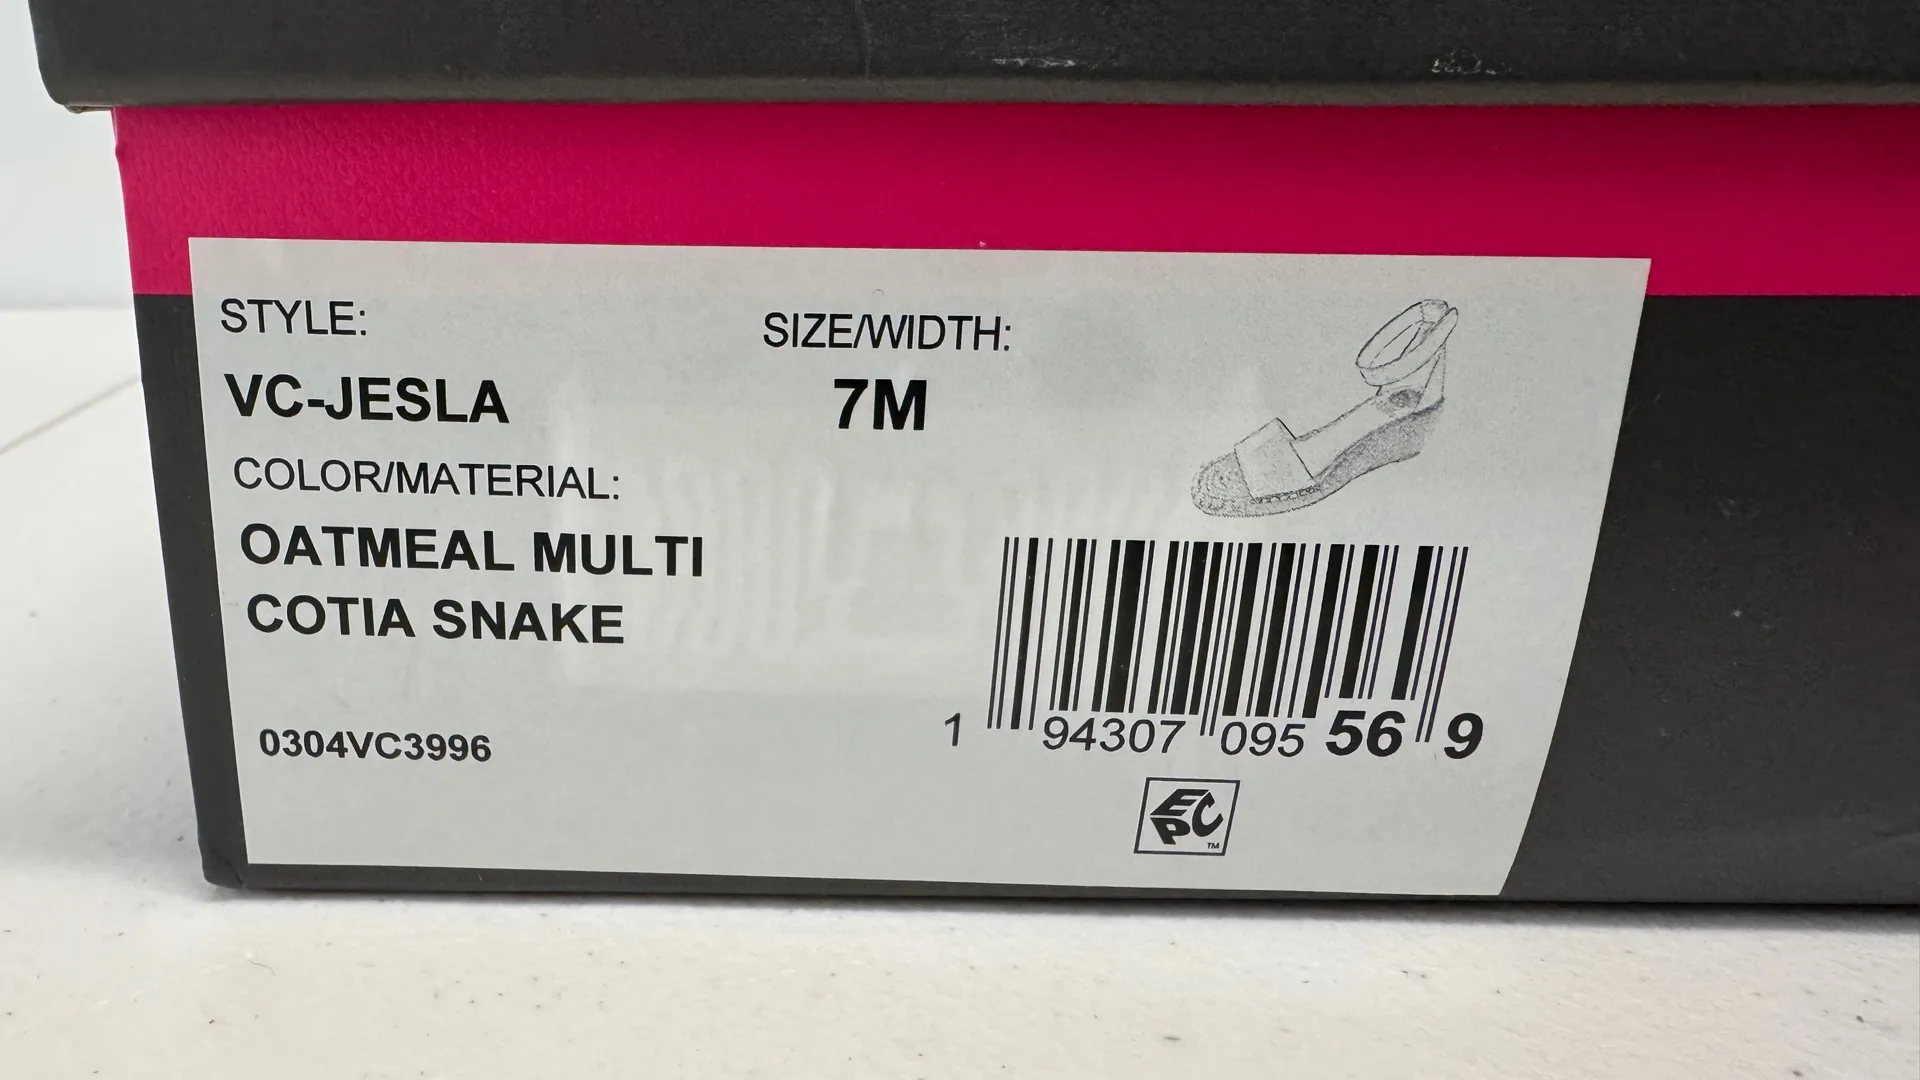 STYLE:
SIZE/WIDTH:
VC-JESLA
7M
COLOR/MATERIAL:
OATMEAL MULTI
COTIA SNAKE
0304VC3996
1 94307 095 56 9
EPC TM